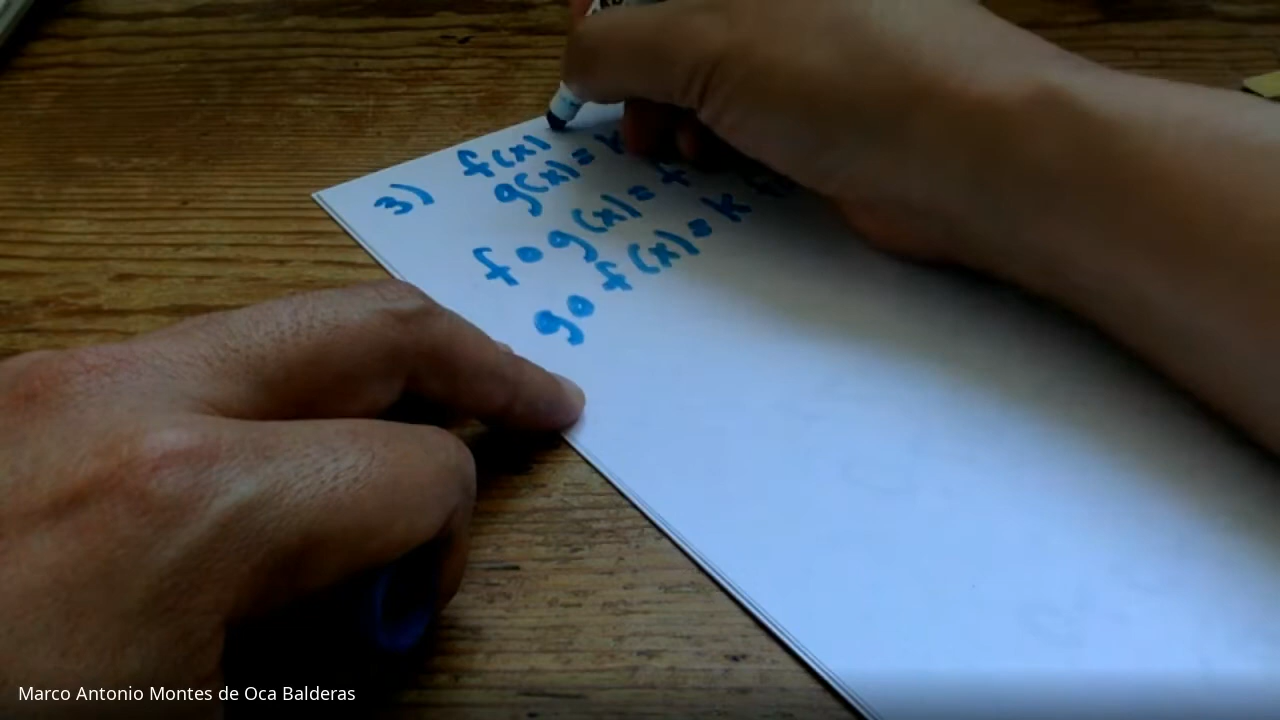 3) f(x)
g(x) = k
f o g(x) = f
g o f(x) = k
Marco Antonio Montes de Oca Balderas